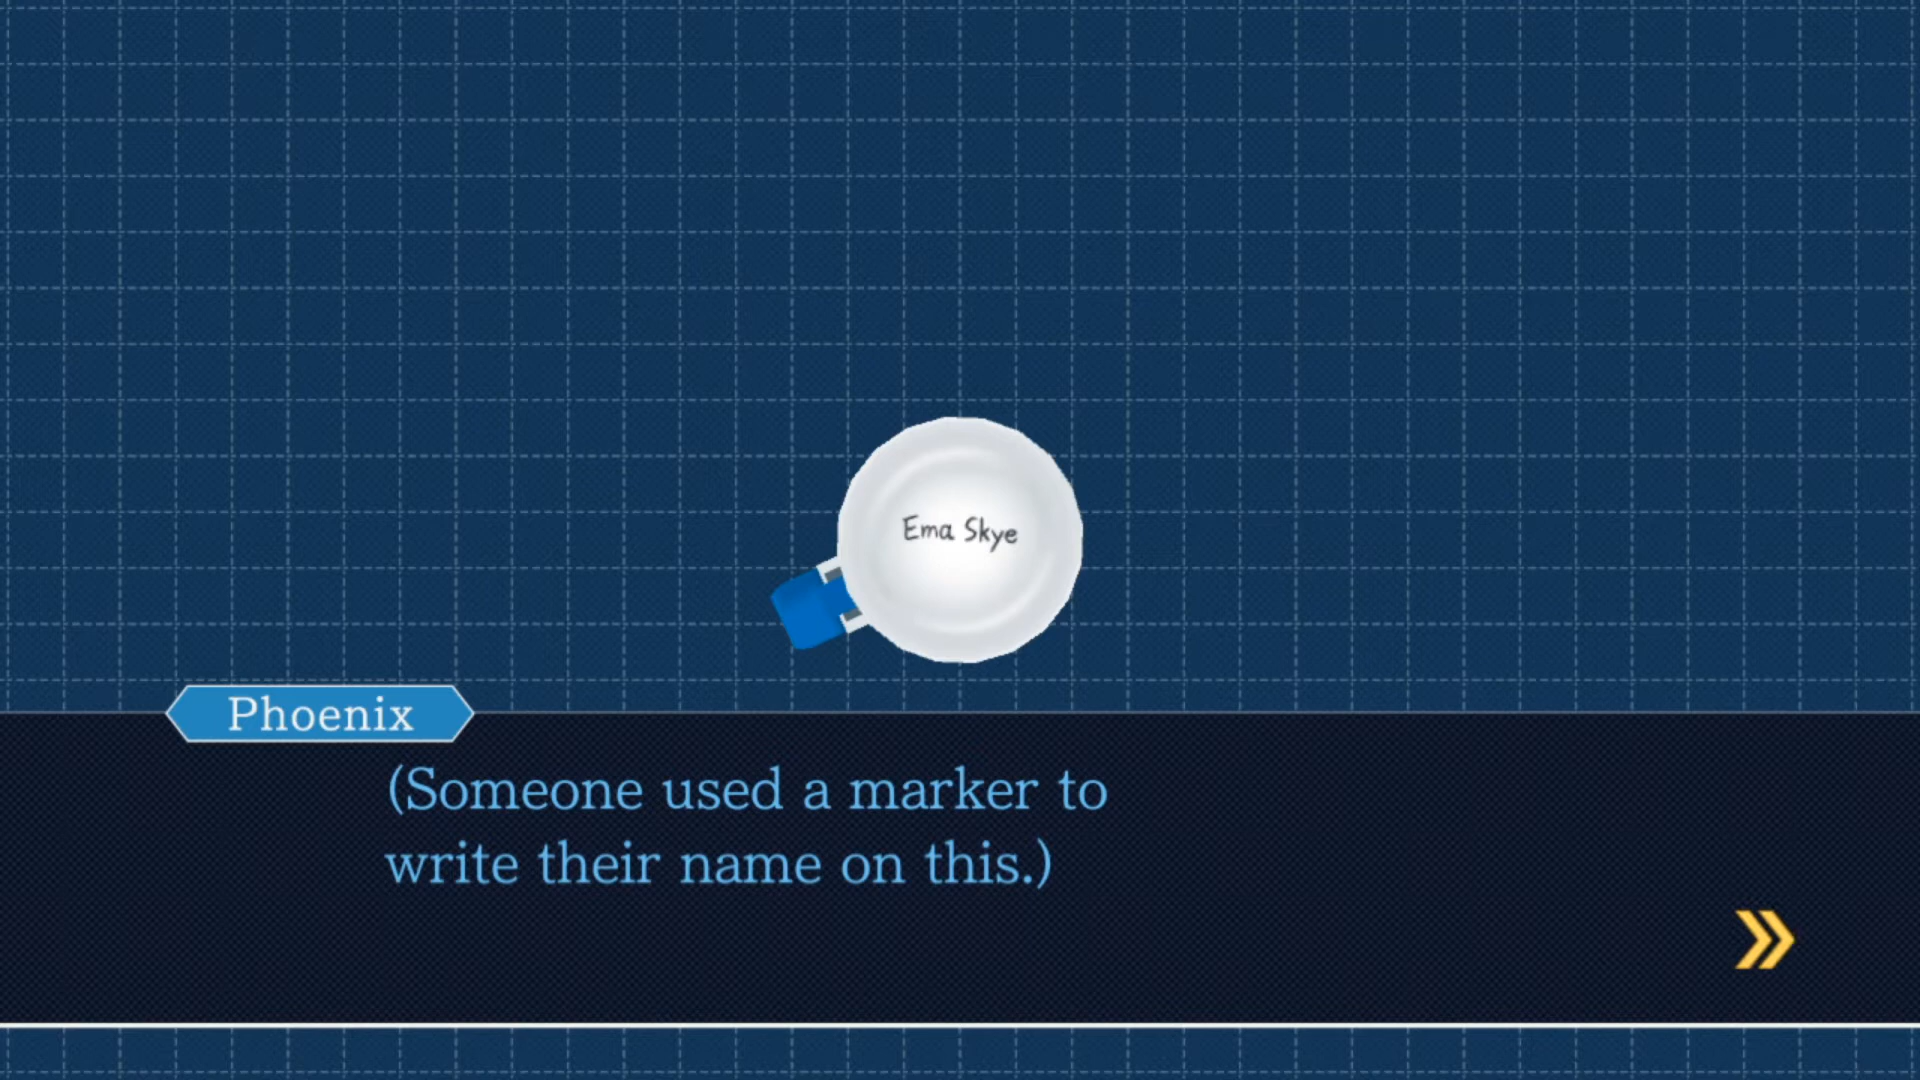 Ema Skye
Phoenix
(Someone used a marker to
write their name on this.)